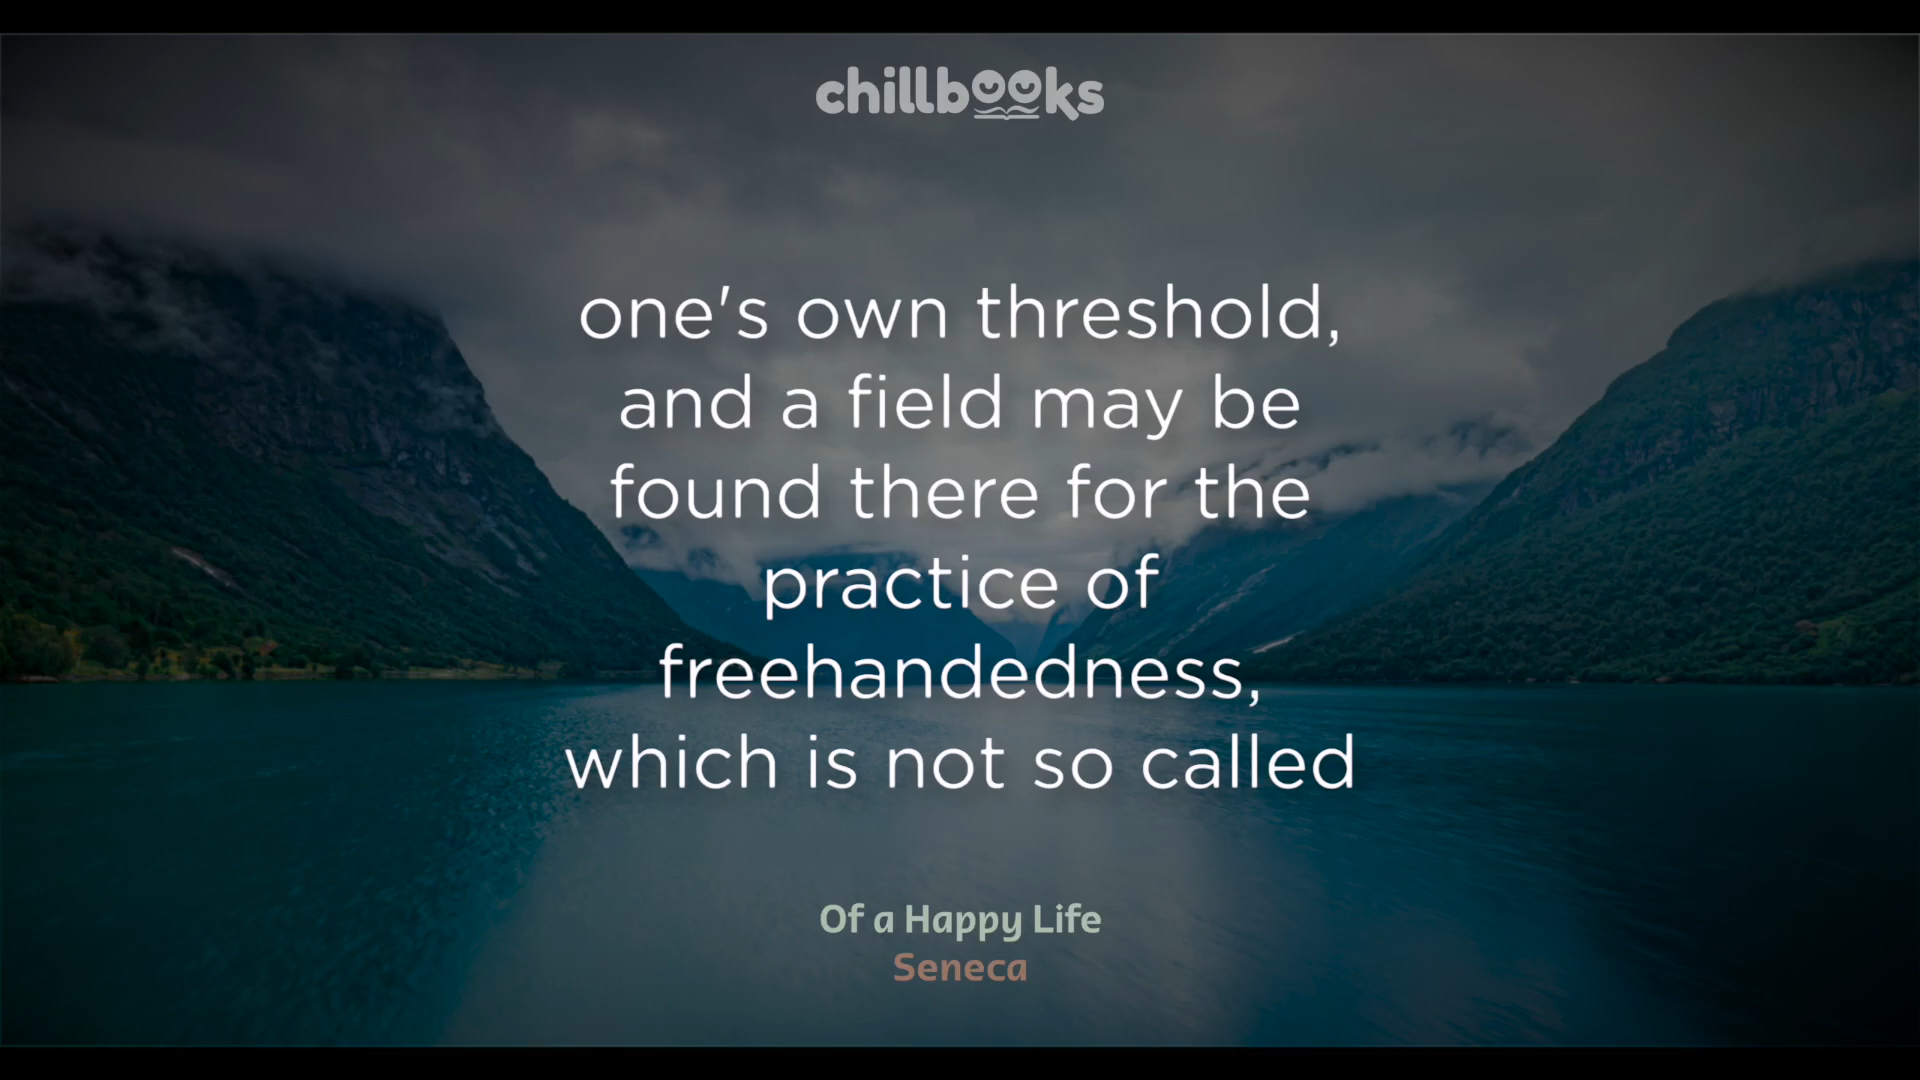 chillbooks
one's own threshold,
and a field may be
found there for the
practice of
freehandedness,
which is not so called
Of a Happy Life
Seneca